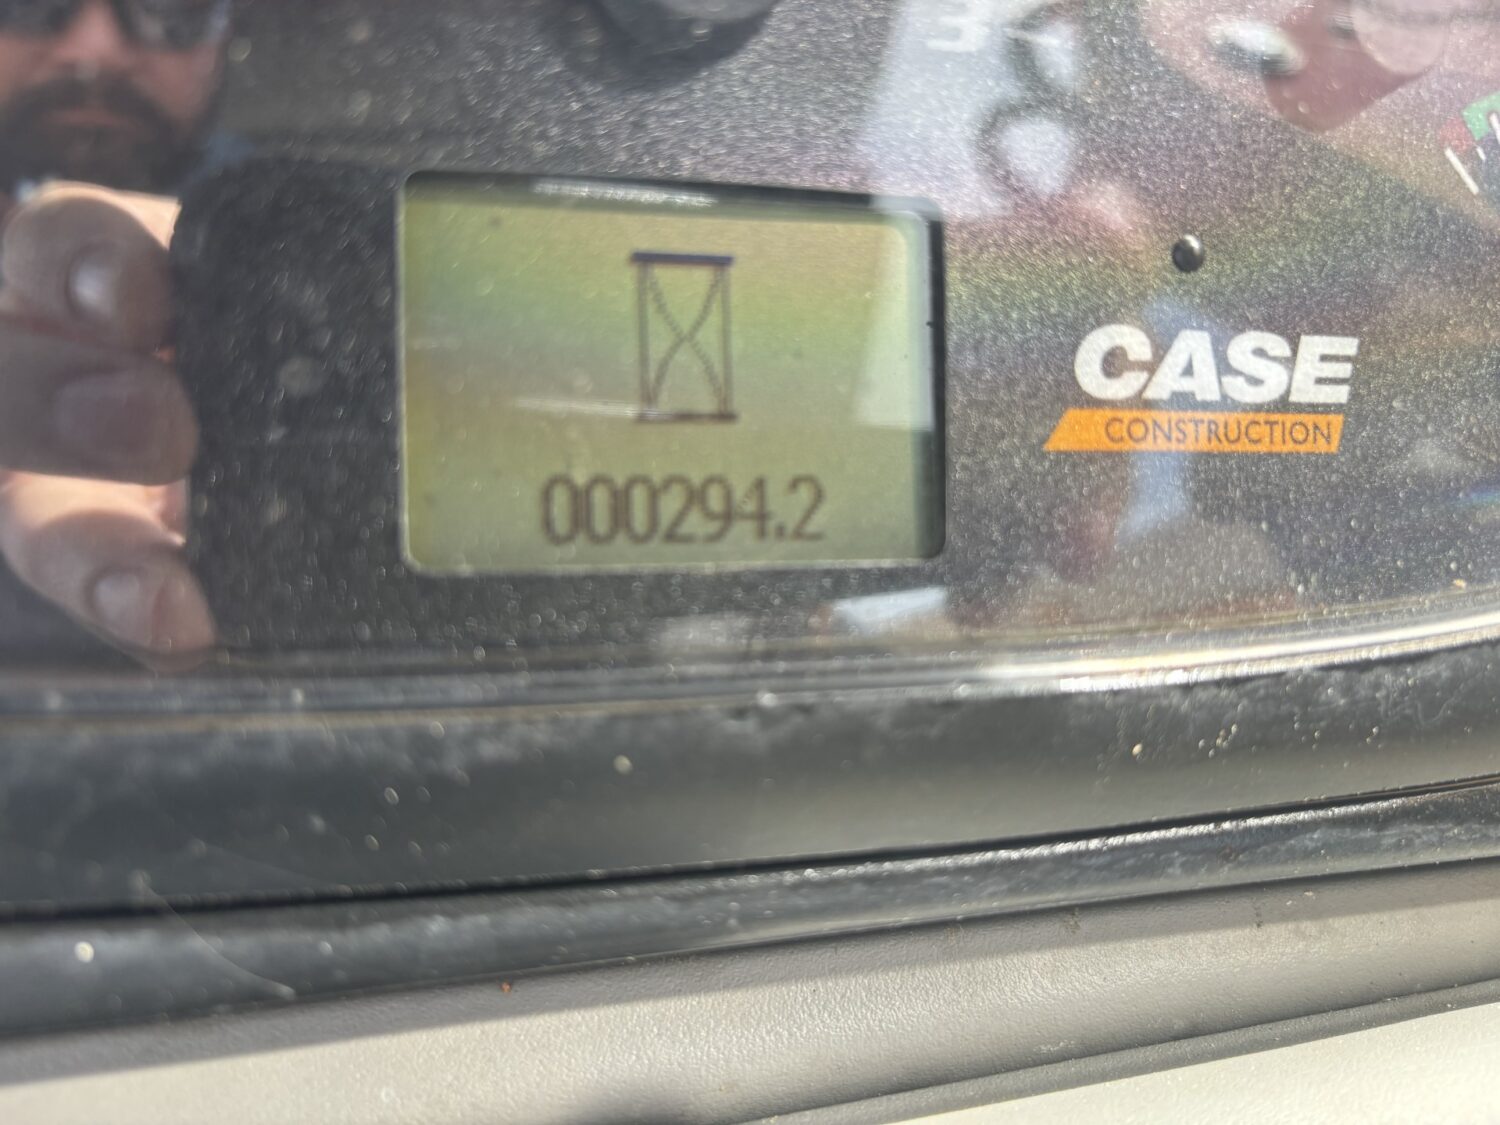 000294.2
CASE
CONSTRUCTION